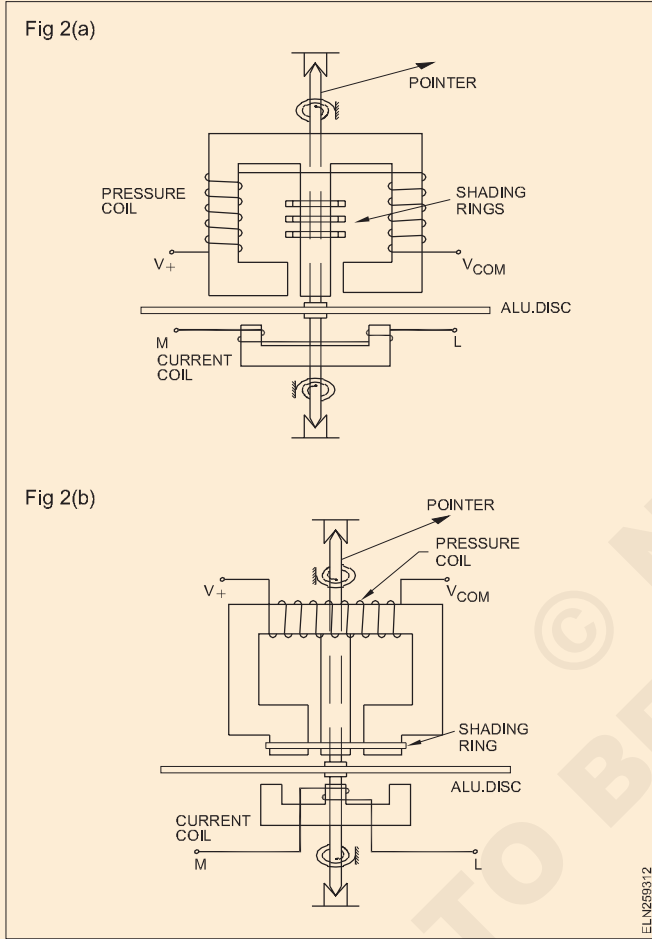 Fig 2(a)
POINTER
PRESSURE
COIL
SHADING
RINGS
V+
VCOM
ALU.DISC
M
L
CURRENT
COIL
Fig 2(b)
POINTER
PRESSURE
COIL
V+
VCOM
SHADING
RING
ALU.DISC
CURRENT
COIL
M
L
ELN259312
©
TO